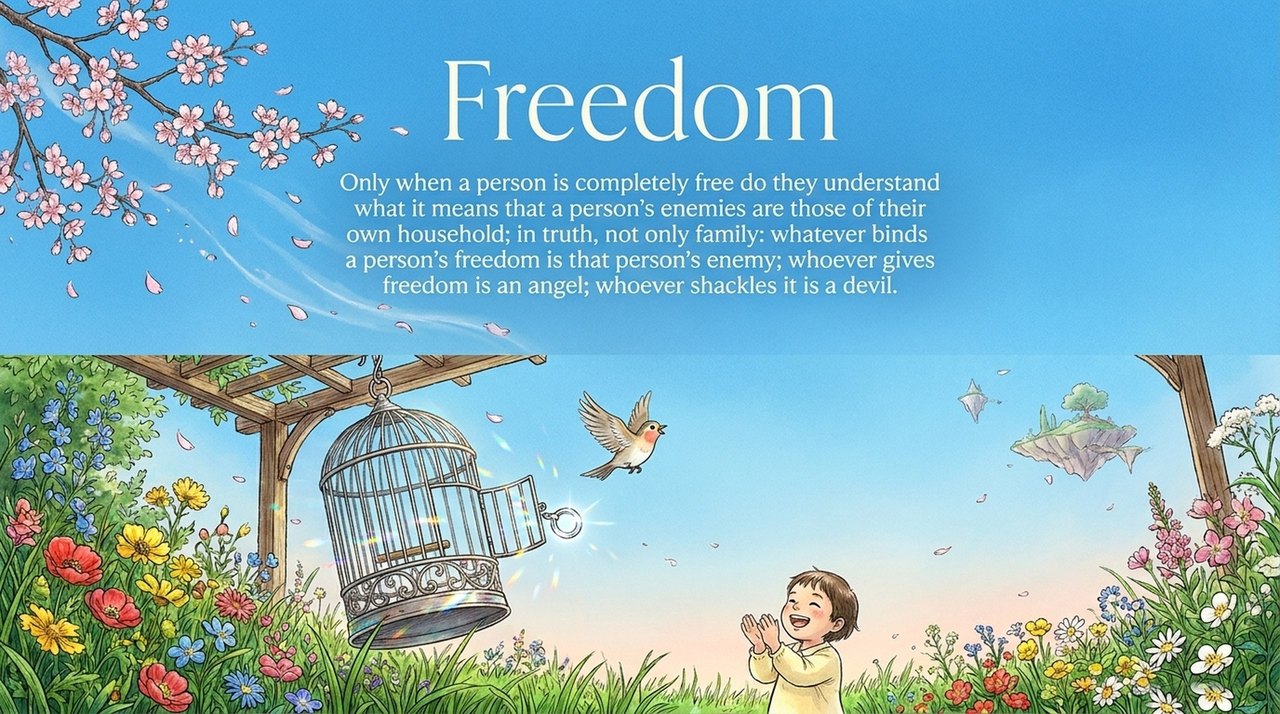 Freedom
Only when a person is completely free do they understand
what it means that a person’s enemies are those of their
own household; in truth, not only family: whatever binds
a person’s freedom is that person’s enemy; whoever gives
freedom is an angel; whoever shackles it is a devil.